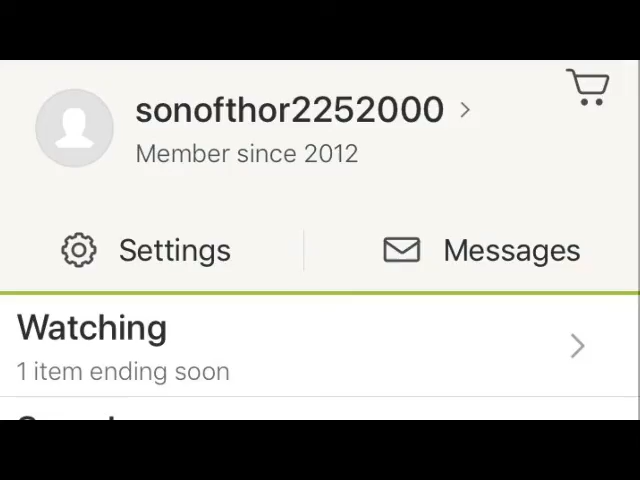 sonofthor2252000
Member since 2012
Settings
Messages
Watching
1 item ending soon